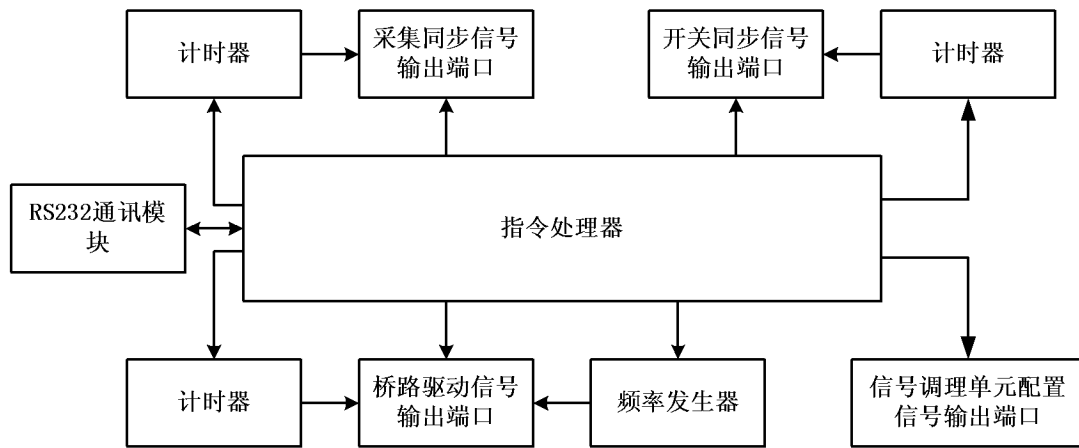 计时器
采集同步信号
输出端口
开关同步信号
输出端口
计时器
RS232通讯模
块
指令处理器
计时器
桥路驱动信号
输出端口
频率发生器
信号调理单元配置
信号输出端口